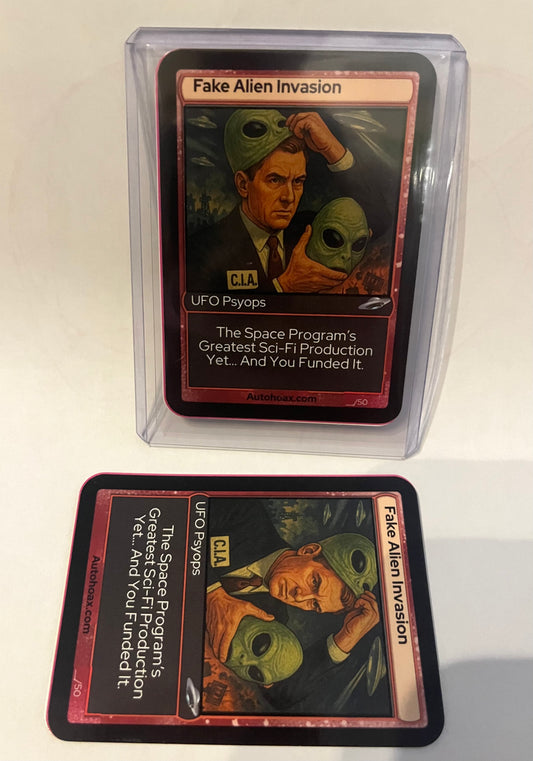 Fake Alien Invasion
C.I.A.
UFO Psyops
The Space Program's
Greatest Sci-Fi Production
Yet... And You Funded It.
Autohoax.com
__/50
Fake Alien Invasion
C.I.A.
UFO Psyops
The Space Program's
Greatest Sci-Fi Production
Yet... And You Funded It.
Autohoax.com
__/50